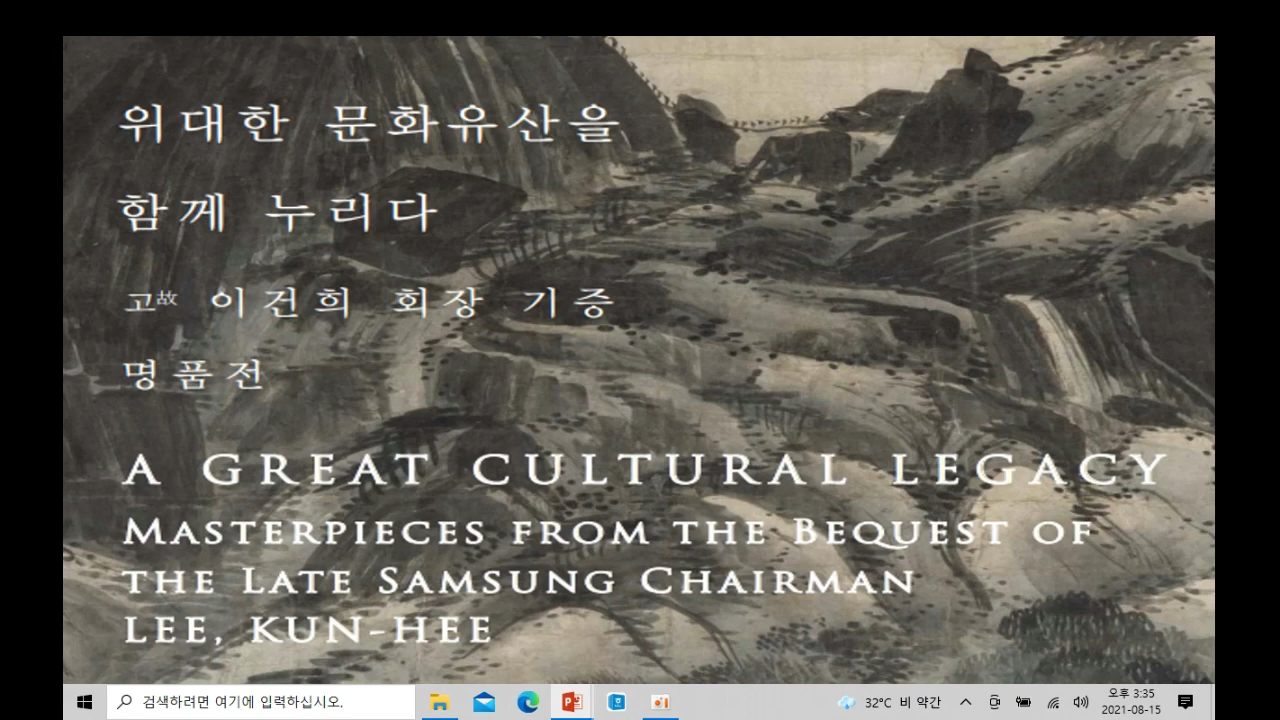 위대한 문화유산을
함께 누리다
고故 이건희 회장 기증
명품전
A GREAT CULTURAL LEGACY
MASTERPIECES FROM THE BEQUEST OF
THE LATE SAMSUNG CHAIRMAN
LEE, KUN-HEE
검색하려면 여기에 입력하십시오.
32°C 비 약간
오후 3:35
2021-08-15